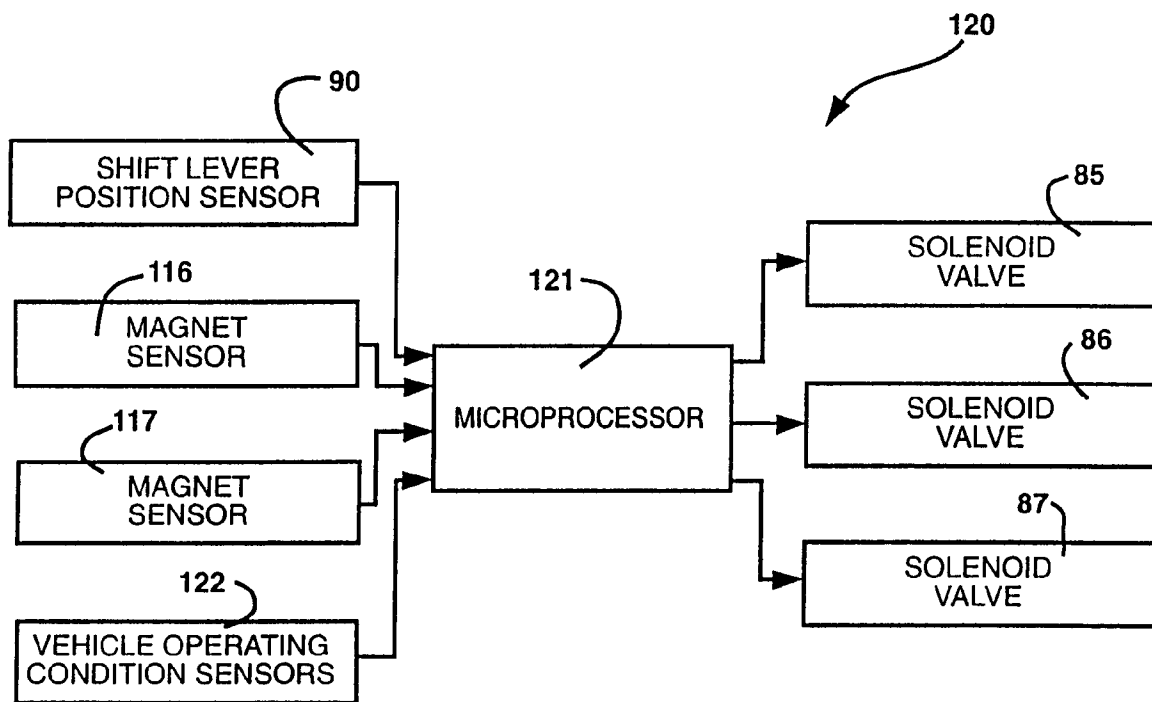 120
90
SHIFT LEVER
POSITION SENSOR
85
SOLENOID
VALVE
116
MAGNET
SENSOR
121
MICROPROCESSOR
86
SOLENOID
VALVE
117
MAGNET
SENSOR
87
SOLENOID
VALVE
122
VEHICLE OPERATING
CONDITION SENSORS